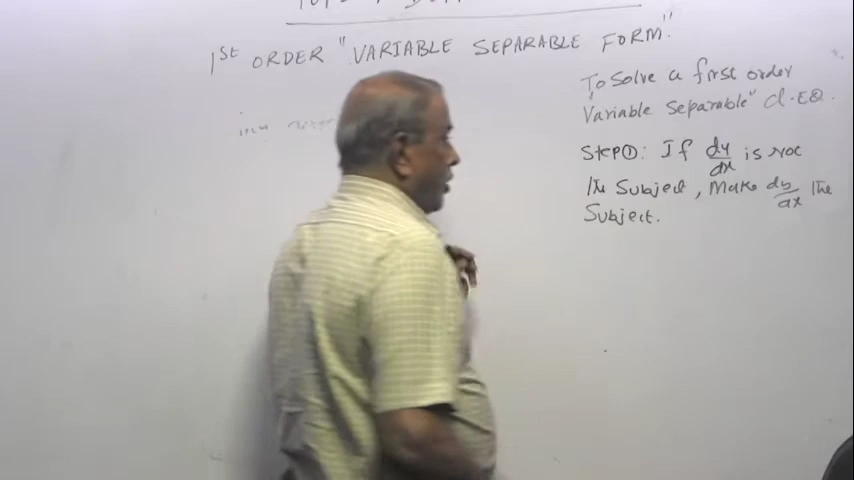 1ST ORDER "VARIABLE SEPARABLE FORM"
To Solve a first order
"Variable Separable" d.EQ.
Step①: If dy/dx is not
the Subject, Make dy/dx the
Subject.